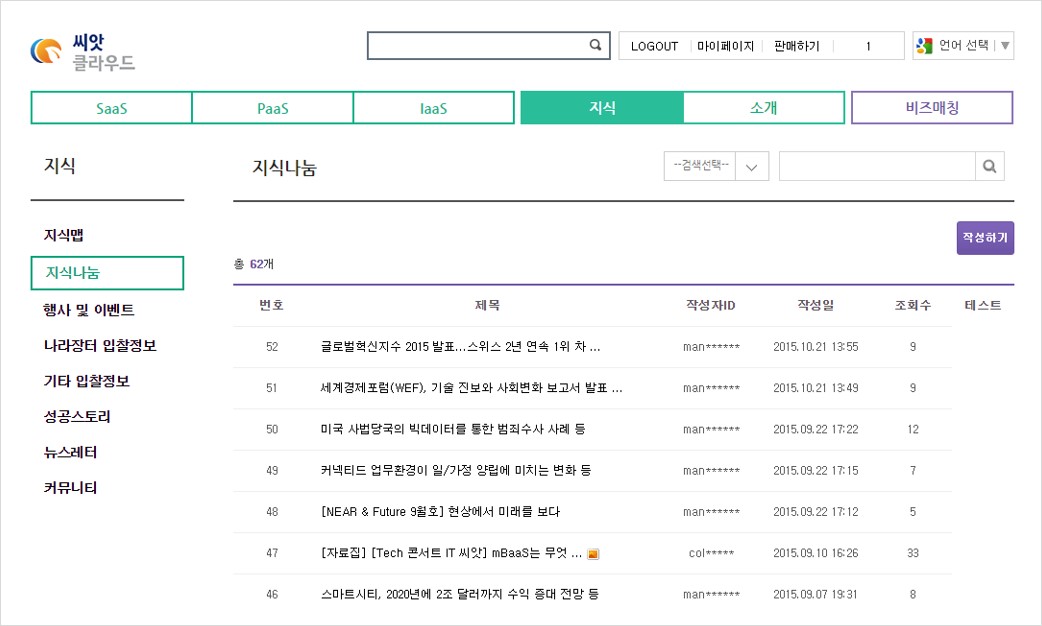 씨앗
클라우드
LOGOUT 마이페이지 판매하기 1 언어 선택 ▼
SaaS PaaS IaaS 지식 소개 비즈매칭
지식
지식나눔 --검색선택--
지식맵
지식나눔
행사 및 이벤트
나라장터 입찰정보
기타 입찰정보
성공스토리
뉴스레터
커뮤니티
작성하기
총 62개
번호 제목 작성자ID 작성일 조회수 테스트
52 글로벌혁신지수 2015 발표...스위스 2년 연속 1위 차 ... man****** 2015.10.21 13:55 9
51 세계경제포럼(WEF), 기술 진보와 사회변화 보고서 발표 ... man****** 2015.10.21 13:49 9
50 미국 사법당국의 빅데이터를 통한 범죄수사 사례 등 man****** 2015.09.22 17:22 12
49 커넥티드 업무환경이 일/가정 양립에 미치는 변화 등 man****** 2015.09.22 17:15 7
48 [NEAR & Future 9월호] 현상에서 미래를 보다 man****** 2015.09.22 17:12 5
47 [자료집] [Tech 콘서트 IT 씨앗] mBaaS는 무엇 ... col***** 2015.09.10 16:26 33
46 스마트시티, 2020년에 2조 달러까지 수익 증대 전망 등 man****** 2015.09.07 19:31 8